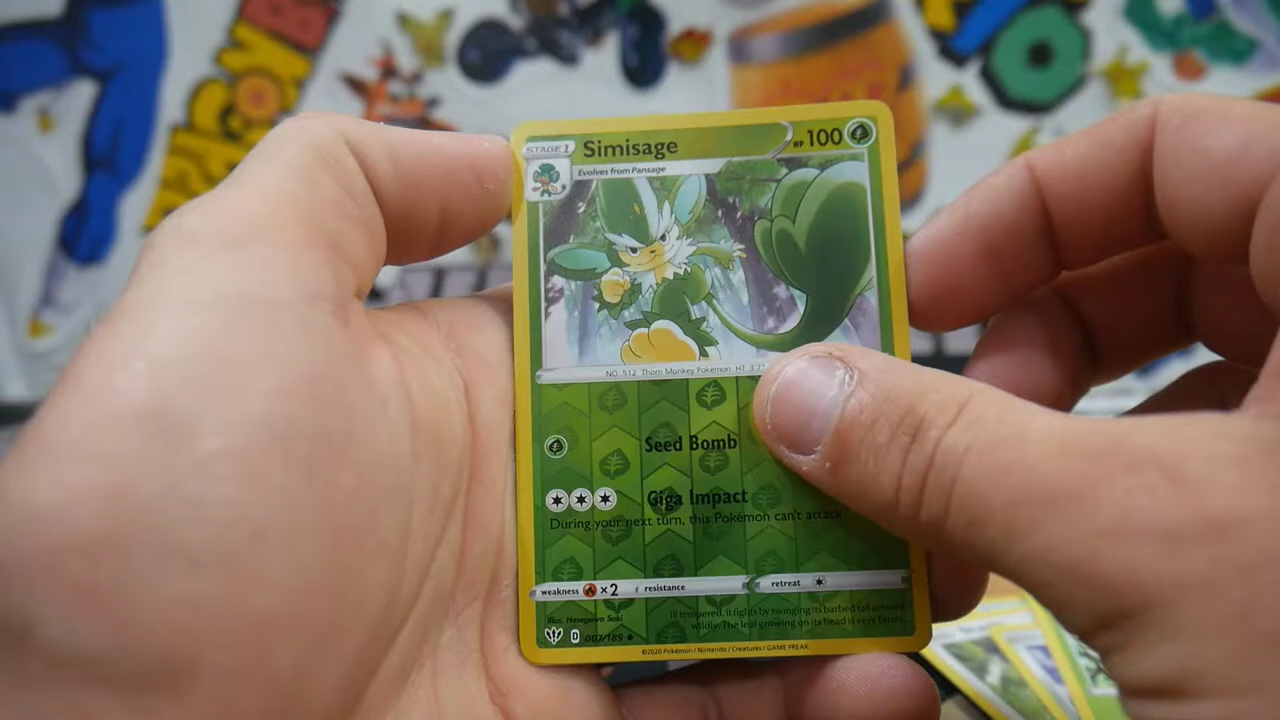 STAGE 1
Simisage
HP 100
Evolves from Pansage
NO. 512 Thorn Monkey Pokémon HT 3'7"
Seed Bomb
Giga Impact
During your next turn, this Pokémon can't attack.
weakness ×2 resistance retreat
Illus. Hasegawa Saki
Ill tempered, it fights by swinging its barbed tail around
wildly. The leaf growing on its head is very bitter.
D 007/189
©2020 Pokémon / Nintendo / Creatures / GAME FREAK